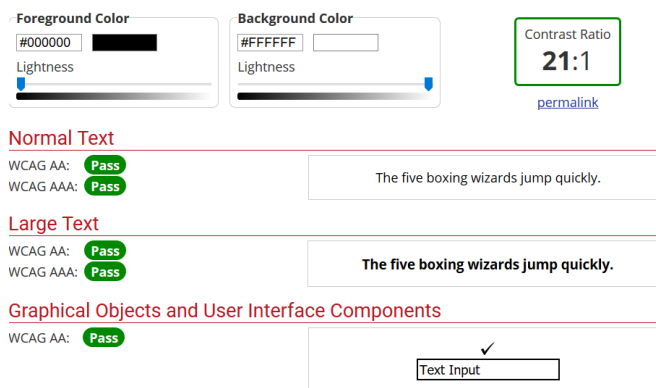 Foreground Color
#000000
Lightness
Background Color
#FFFFFF
Lightness
Contrast Ratio
21:1
permalink
Normal Text
WCAG AA: Pass
WCAG AAA: Pass
The five boxing wizards jump quickly.
Large Text
WCAG AA: Pass
WCAG AAA: Pass
The five boxing wizards jump quickly.
Graphical Objects and User Interface Components
WCAG AA: Pass
✓
Text Input